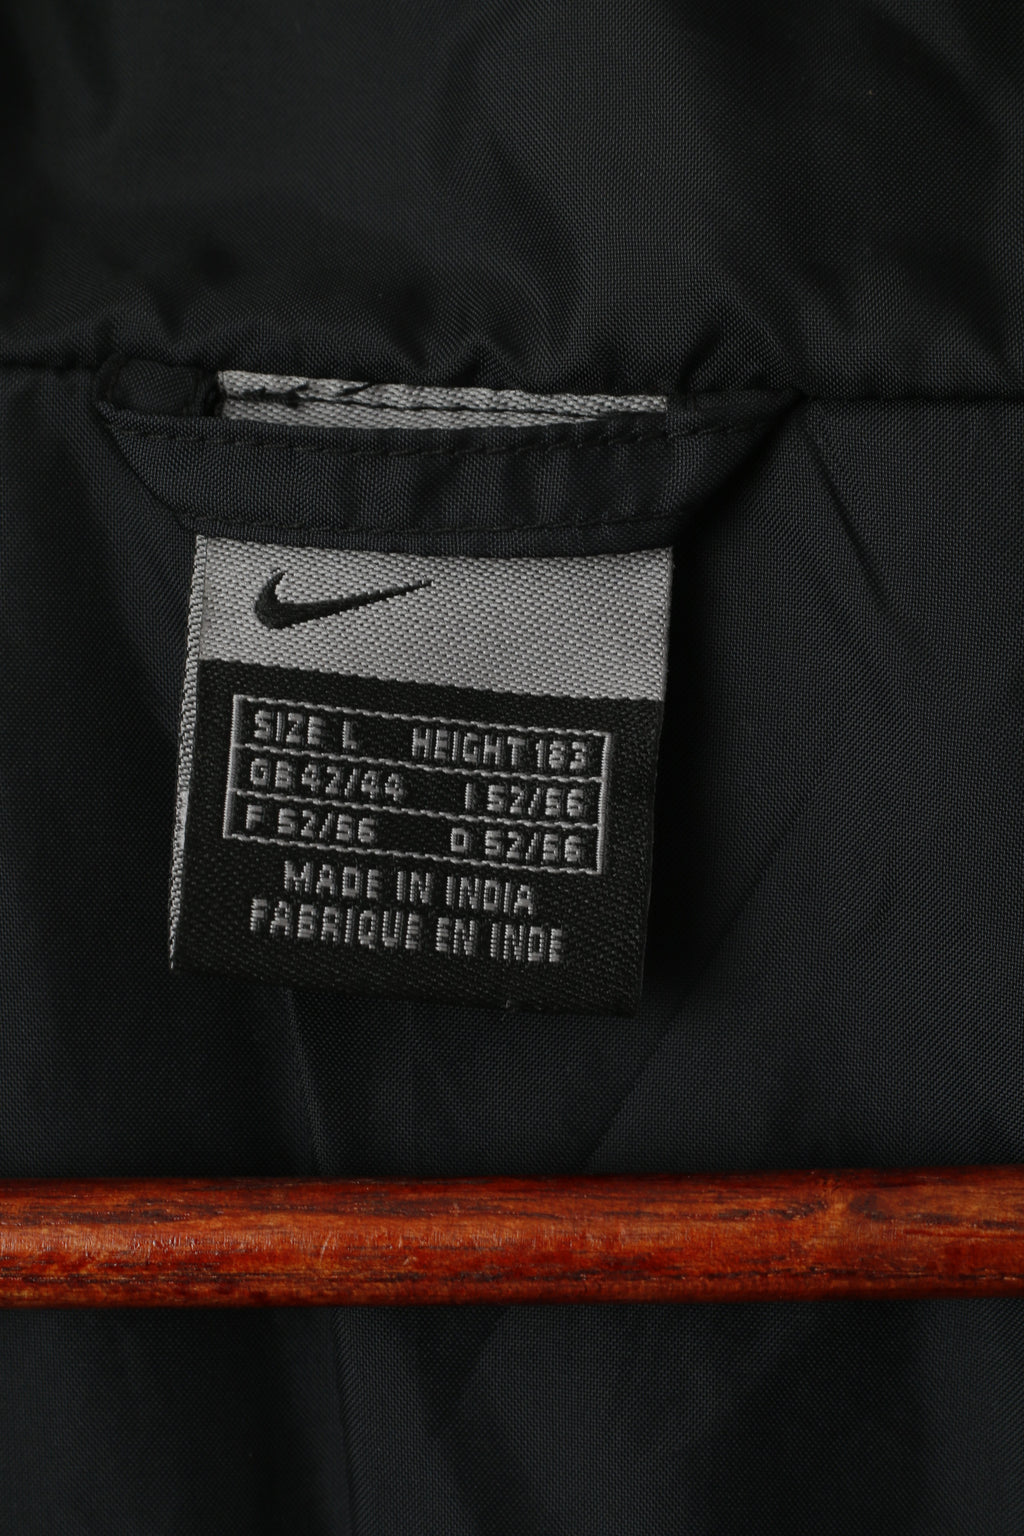 SIZE L HEIGHT 183
GB 42/44 I 52/56
F 52/56 D 52/56
MADE IN INDIA
FABRIQUE EN INDE